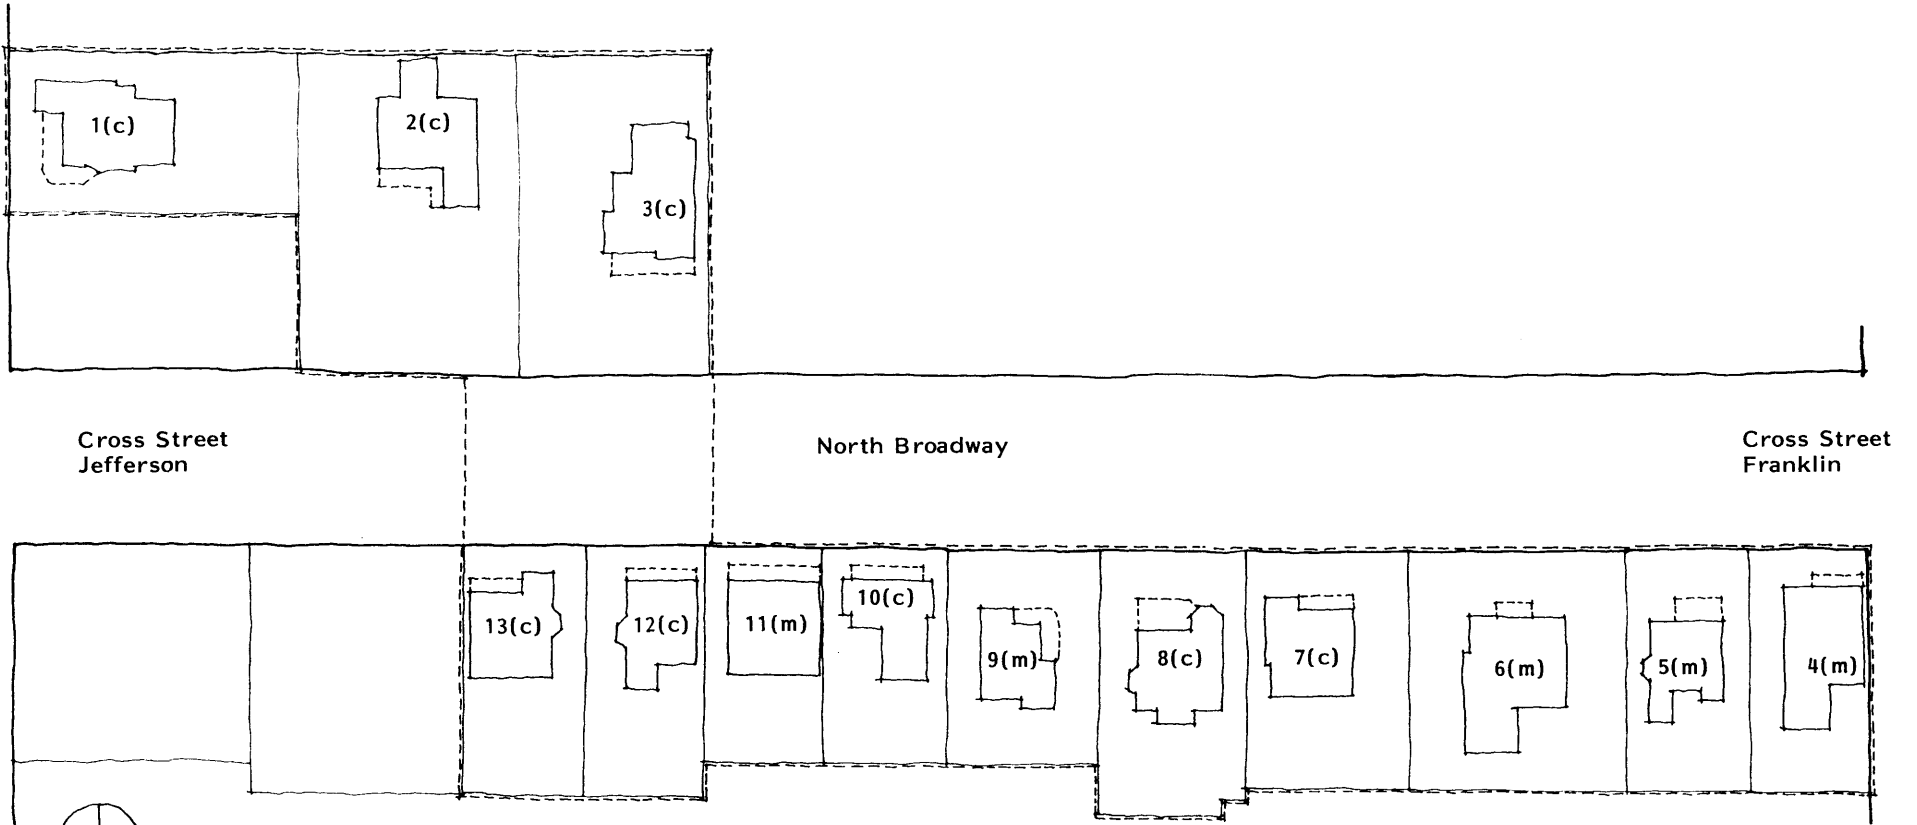 1(c)
2(c)
3(c)
Cross Street
Jefferson
North Broadway
Cross Street
Franklin
13(c)
12(c)
11(m)
10(c)
9(m)
8(c)
7(c)
6(m)
5(m)
4(m)